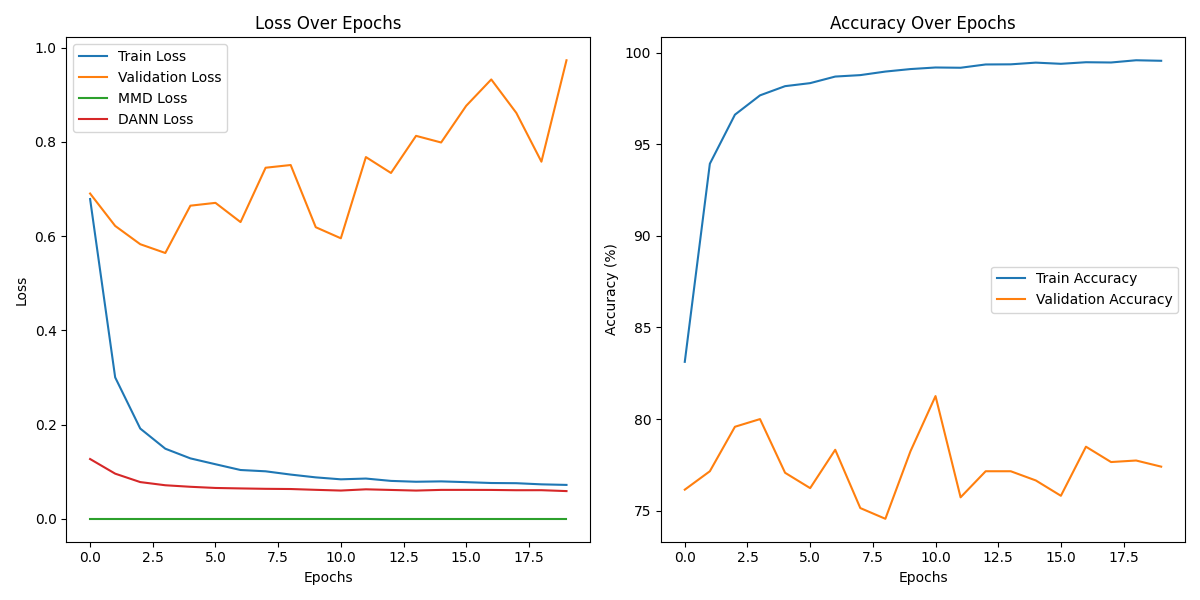 Loss Over Epochs
Train Loss
Validation Loss
MMD Loss
DANN Loss
1.0
0.8
0.6
0.4
0.2
0.0
Loss
0.0 2.5 5.0 7.5 10.0 12.5 15.0 17.5
Epochs
Accuracy Over Epochs
Train Accuracy
Validation Accuracy
100
95
90
85
80
75
Accuracy (%)
0.0 2.5 5.0 7.5 10.0 12.5 15.0 17.5
Epochs